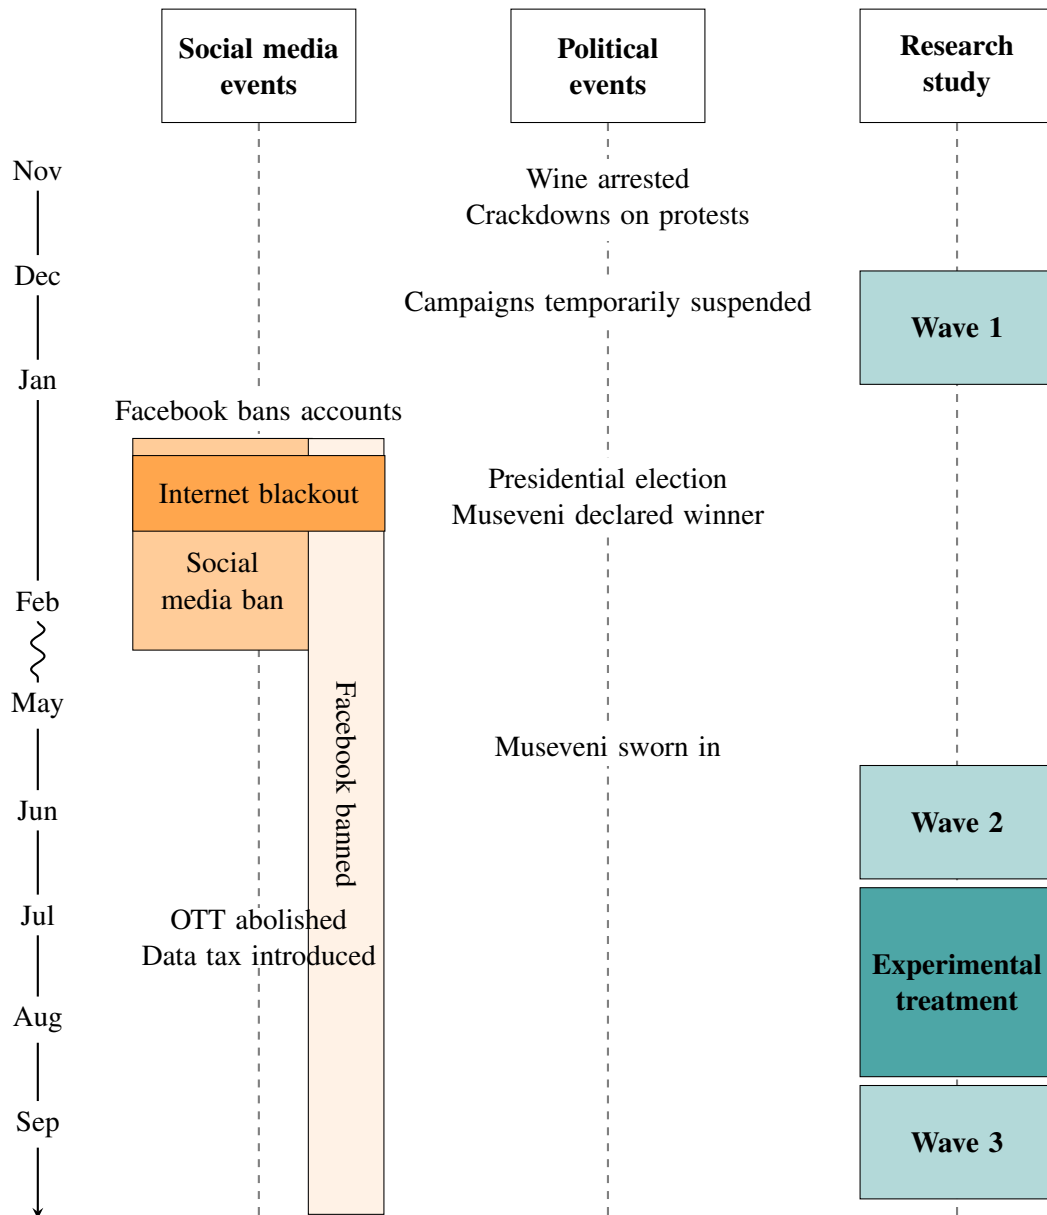 Social media
events
Political
events
Research
study
Nov
Wine arrested
Crackdowns on protests
Dec
Campaigns temporarily suspended
Wave 1
Jan
Facebook bans accounts
Internet blackout
Presidential election
Museveni declared winner
Social
media ban
Feb
May
Facebook banned
Museveni sworn in
Jun
Wave 2
Jul
OTT abolished
Data tax introduced
Experimental
treatment
Aug
Sep
Wave 3